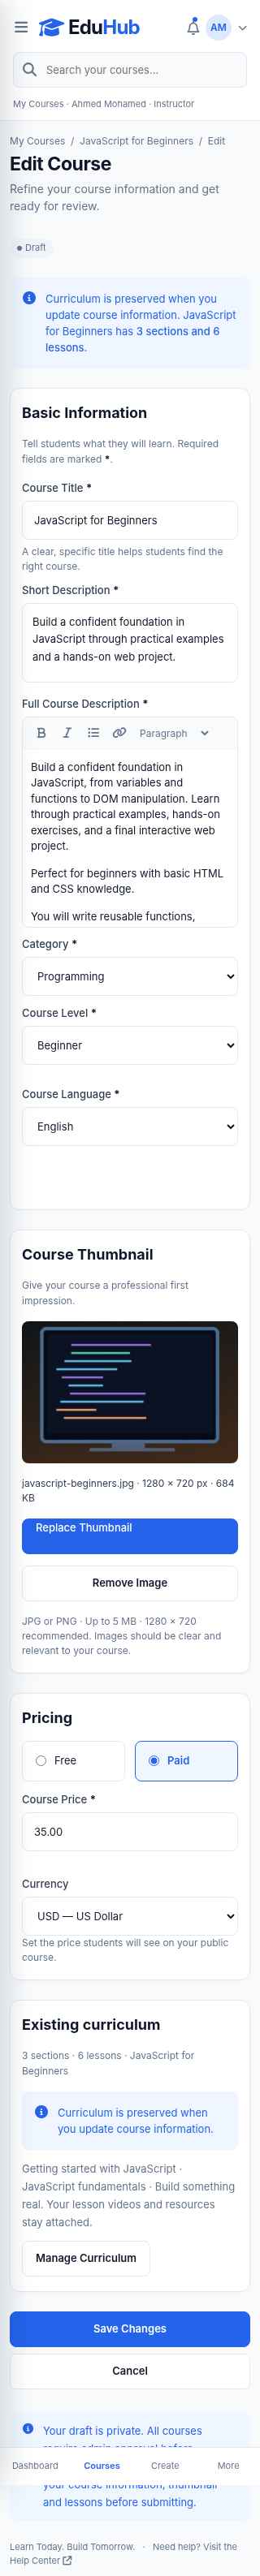 EduHub
AM
Search your courses...
My Courses · Ahmed Mohamed · Instructor
My Courses / JavaScript for Beginners / Edit
Edit Course
Refine your course information and get
ready for review.
Draft
Curriculum is preserved when you
update course information. JavaScript
for Beginners has 3 sections and 6
lessons.
Basic Information
Tell students what they will learn. Required
fields are marked *.
Course Title *
JavaScript for Beginners
A clear, specific title helps students find the
right course.
Short Description *
Build a confident foundation in
JavaScript through practical examples
and a hands-on web project.
Full Course Description *
B I Paragraph
Build a confident foundation in
JavaScript, from variables and
functions to DOM manipulation. Learn
through practical examples, hands-on
exercises, and a final interactive web
project.
Perfect for beginners with basic HTML
and CSS knowledge.
You will write reusable functions,
Category *
Programming
Course Level *
Beginner
Course Language *
English
Course Thumbnail
Give your course a professional first
impression.
javascript-beginners.jpg · 1280 × 720 px · 684
KB
Replace Thumbnail
Remove Image
JPG or PNG · Up to 5 MB · 1280 × 720
recommended. Images should be clear and
relevant to your course.
Pricing
Free
Paid
Course Price *
35.00
Currency
USD — US Dollar
Set the price students will see on your public
course.
Existing curriculum
3 sections · 6 lessons · JavaScript for
Beginners
Curriculum is preserved when
you update course information.
Getting started with JavaScript ·
JavaScript fundamentals · Build something
real. Your lesson videos and resources
stay attached.
Manage Curriculum
Save Changes
Cancel
Your draft is private. All courses
Dashboard Courses Create More
your course information, thumbnail
and lessons before submitting.
Learn Today. Build Tomorrow. · Need help? Visit the
Help Center